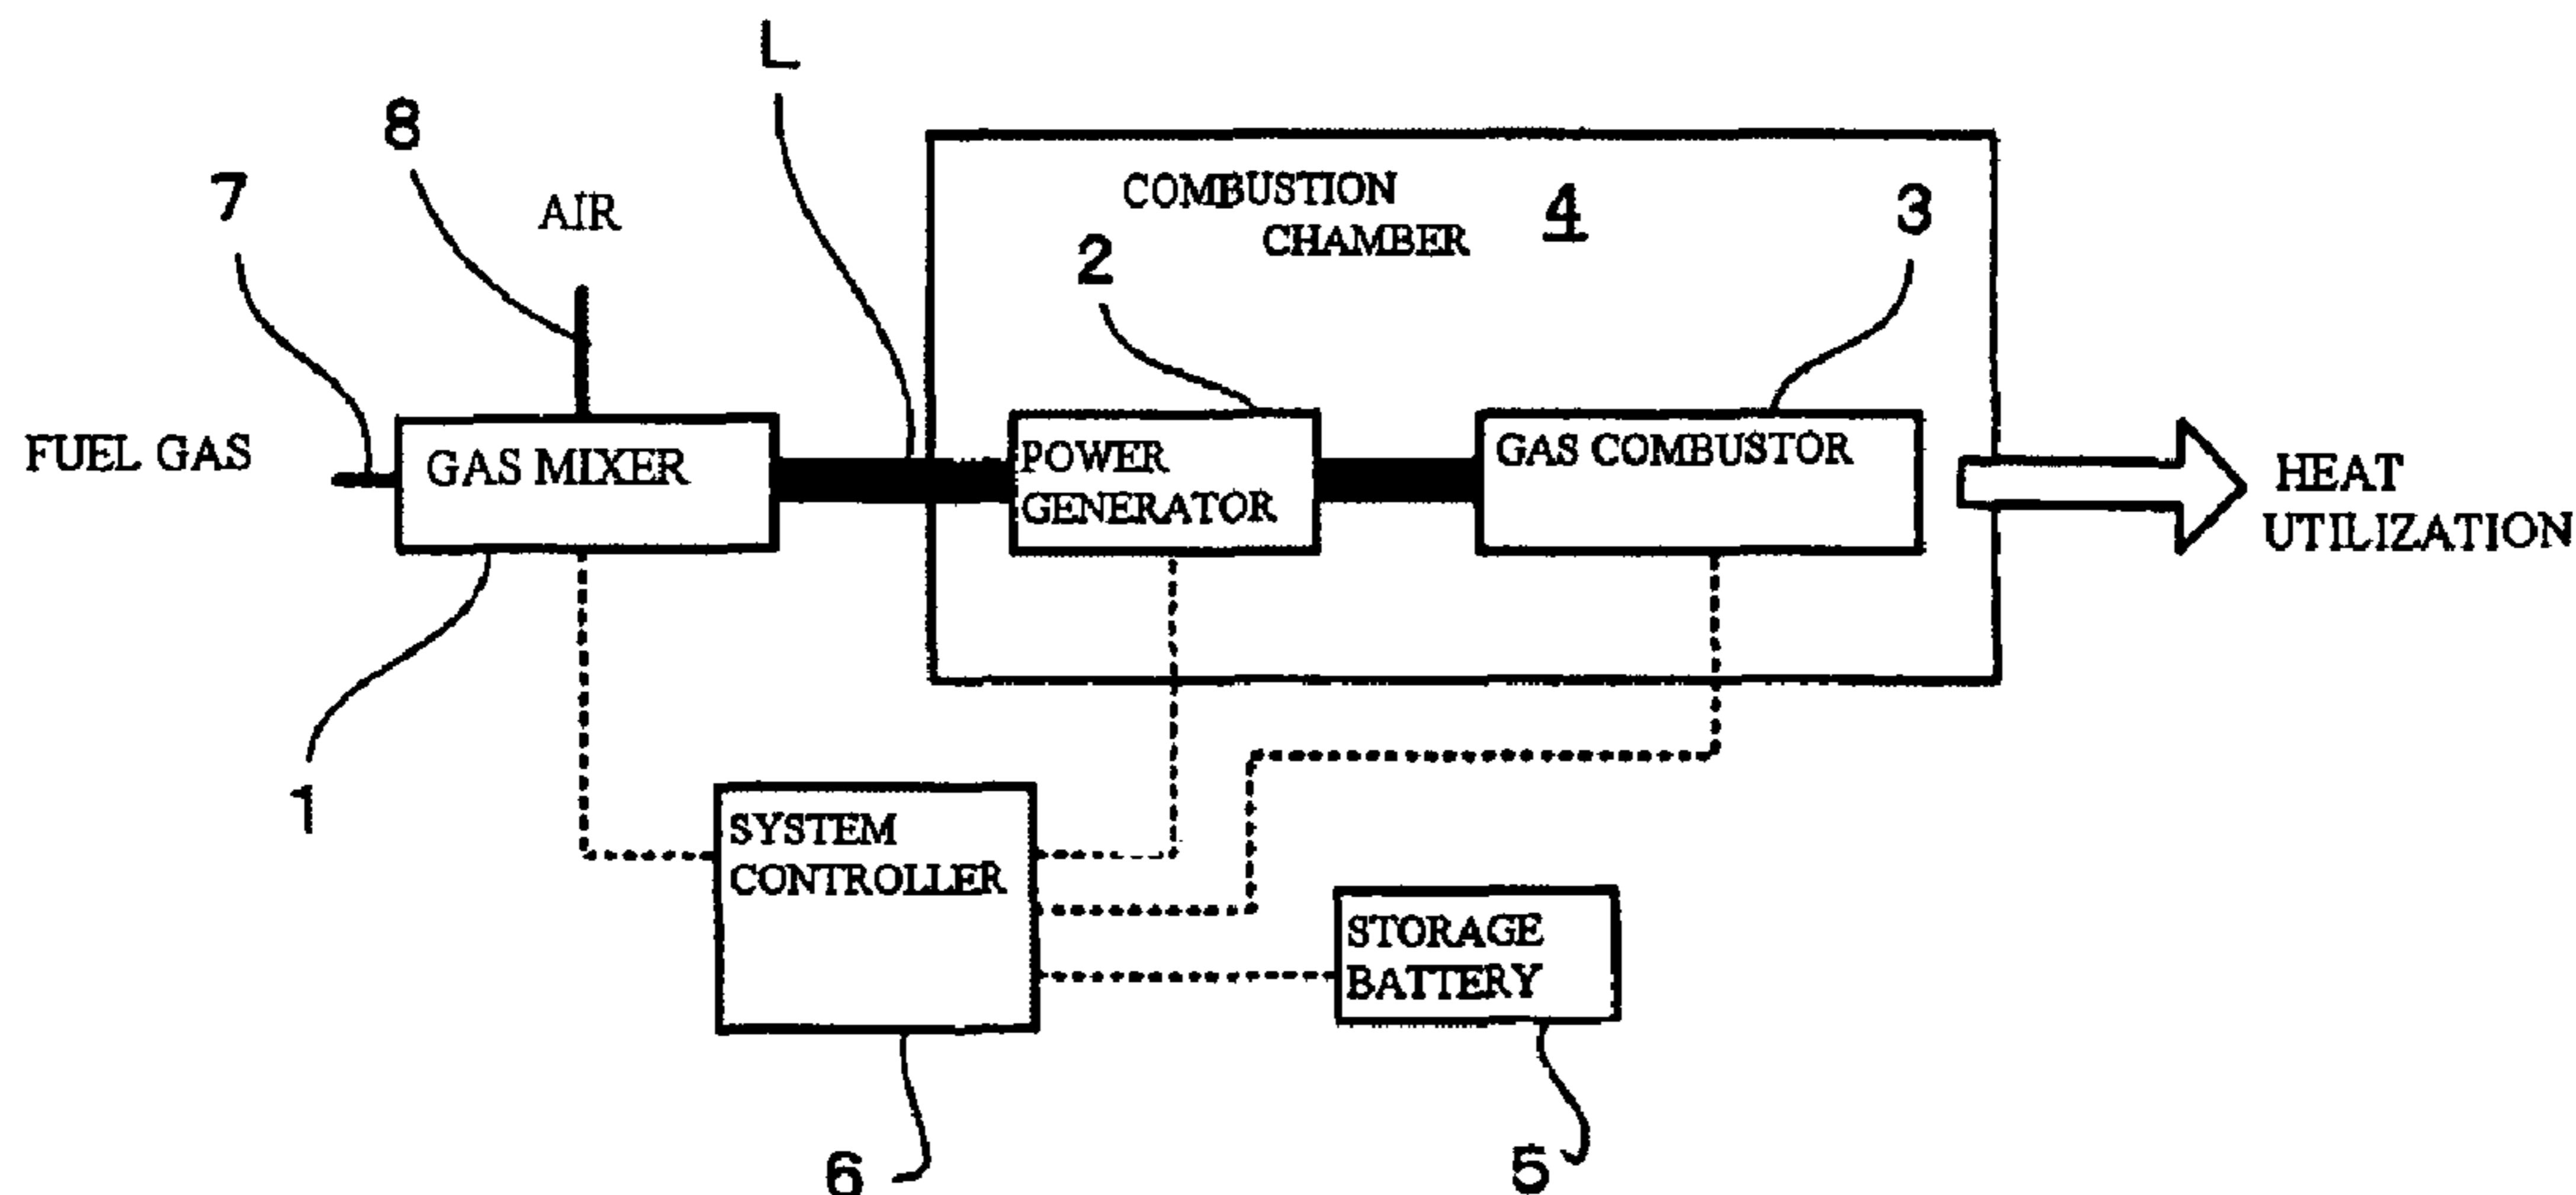 L
8
7
AIR
COMBUSTION
CHAMBER
4
3
2
FUEL GAS
GAS MIXER
POWER
GENERATOR
GAS COMBUSTOR
HEAT
UTILIZATION
1
SYSTEM
CONTROLLER
STORAGE
BATTERY
6
5